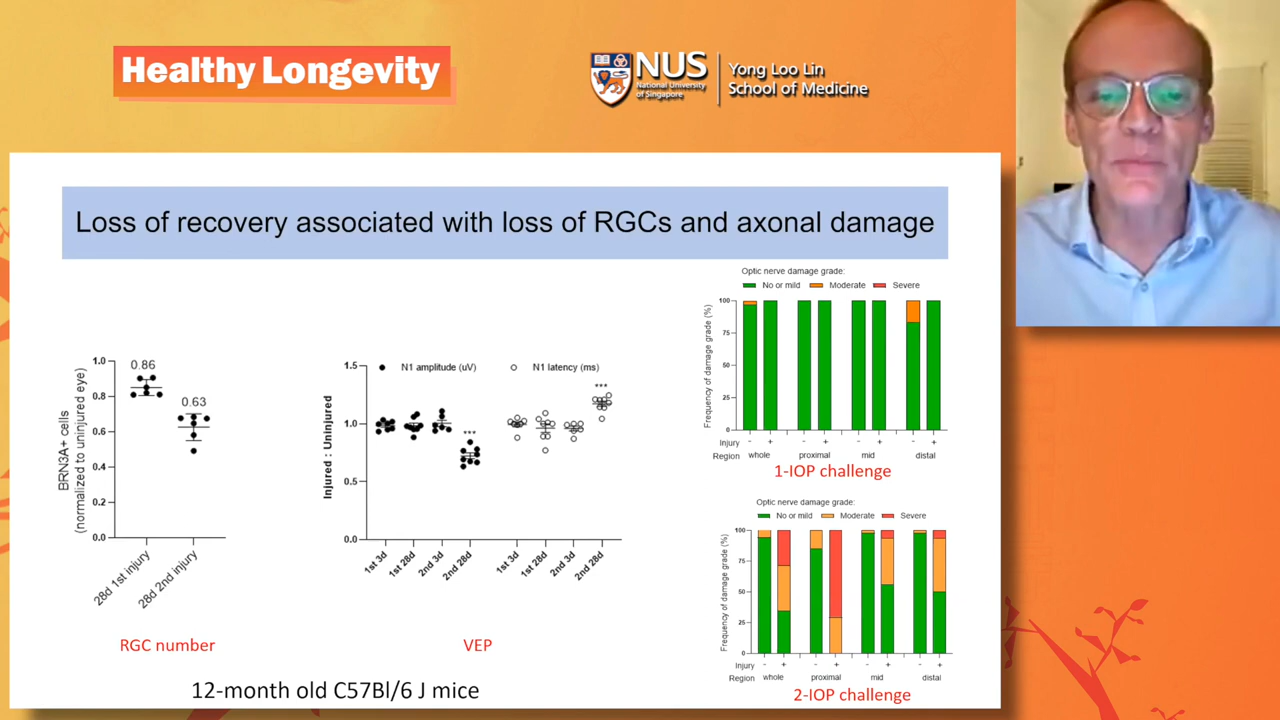 Healthy Longevity
NUS
National University
of Singapore
Yong Loo Lin
School of Medicine
Loss of recovery associated with loss of RGCs and axonal damage
BRN3A+ cells
(normalized to uninjured eye)
1.0
0.8
0.6
0.4
0.2
0.0
0.86
0.63
28d 1st injury
28d 2nd injury
RGC number
Injured : Uninjured
1.5
1.0
0.5
0.0
N1 amplitude (uV)
N1 latency (ms)
***
***
1st 3d
1st 28d
2nd 3d
2nd 28d
1st 3d
1st 28d
2nd 3d
2nd 28d
VEP
12-month old C57Bl/6 J mice
Optic nerve damage grade:
No or mild Moderate Severe
Frequency of damage grade (%)
100
75
50
25
0
Injury - + - + - + - +
Region whole proximal mid distal
1-IOP challenge
Optic nerve damage grade:
No or mild Moderate Severe
Frequency of damage grade (%)
100
75
50
25
0
Injury - + - + - + - +
Region whole proximal mid distal
2-IOP challenge